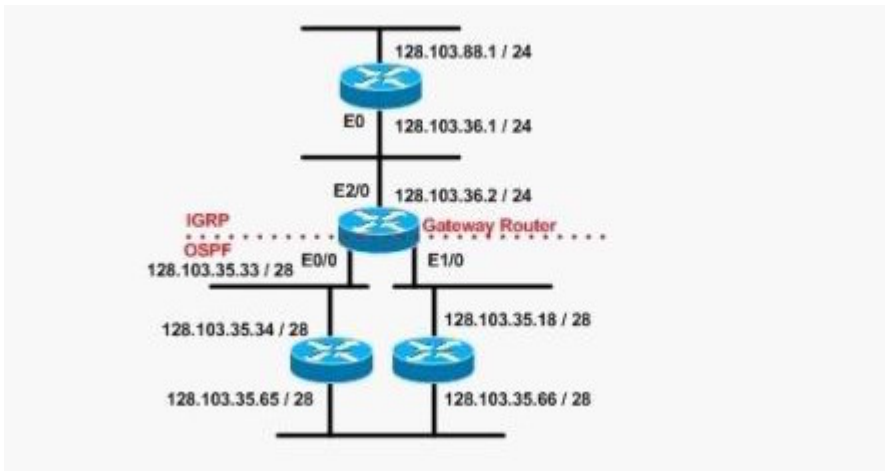 128.103.88.1 / 24
E0
128.103.36.1 / 24
E2/0
128.103.36.2 / 24
IGRP
Gateway Router
OSPF
E0/0
E1/0
128.103.35.33 / 28
128.103.35.34 / 28
128.103.35.18 / 28
128.103.35.65 / 28
128.103.35.66 / 28